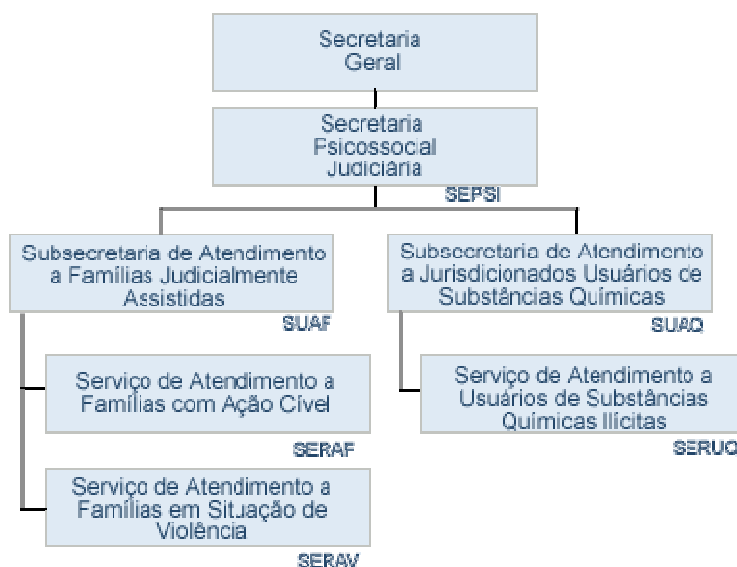 Secretaria
Geral
Secretaria
Psicossocial
Judiciária
SEPSI
Subsecretaria de Atendimento
a Famílias Judicialmente
Assistidas
SUAF
Subsecretaria de Atendimento
a Jurisdicionados Usuários de
Substâncias Químicas
SUAQ
Serviço de Atendimento a
Famílias com Ação Cível
SERAF
Serviço de Atendimento a
Usuários de Substâncias
Químicas Ilícitas
SERUQ
Serviço de Atendimento a
Famílias em Situação de
Violência
SERAV